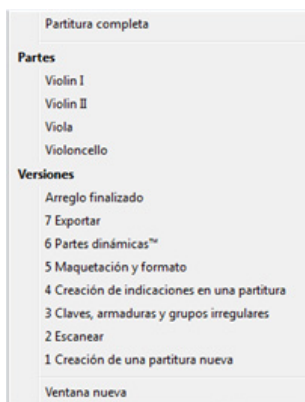 Partitura completa
Partes
Violin I
Violin II
Viola
Violoncello
Versiones
Arreglo finalizado
7 Exportar
6 Partes dinámicas™
5 Maquetación y formato
4 Creación de indicaciones en una partitura
3 Claves, armaduras y grupos irregulares
2 Escanear
1 Creación de una partitura nueva
Ventana nueva